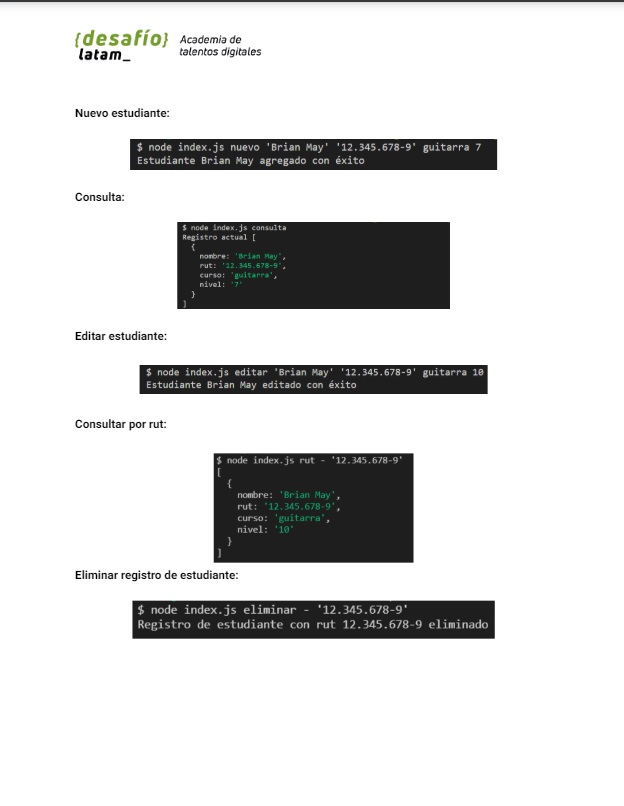 {desafío}
latam_
Academia de
talentos digitales
Nuevo estudiante:
$ node index.js nuevo 'Brian May' '12.345.678-9' guitarra 7
Estudiante Brian May agregado con éxito
Consulta:
$ node index.js consulta
Registro actual [
  {
    nombre: 'Brian May',
    rut: '12.345.678-9',
    curso: 'guitarra',
    nivel: '7'
  }
]
Editar estudiante:
$ node index.js editar 'Brian May' '12.345.678-9' guitarra 10
Estudiante Brian May editado con éxito
Consultar por rut:
$ node index.js rut - '12.345.678-9'
[
  {
    nombre: 'Brian May',
    rut: '12.345.678-9',
    curso: 'guitarra',
    nivel: '10'
  }
]
Eliminar registro de estudiante:
$ node index.js eliminar - '12.345.678-9'
Registro de estudiante con rut 12.345.678-9 eliminado